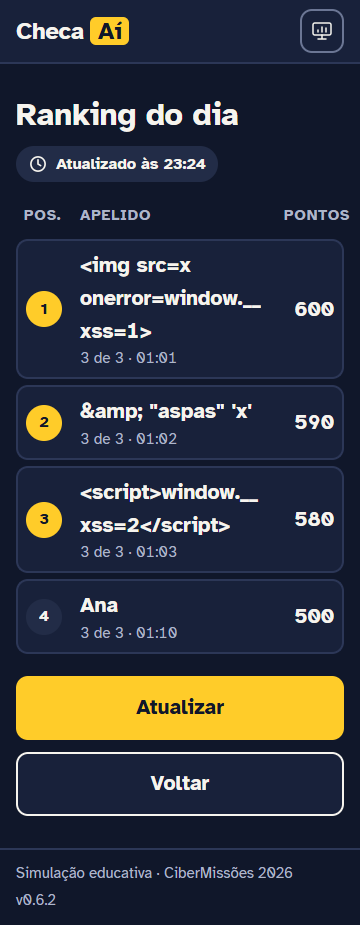 Checa Aí
Ranking do dia
Atualizado às 23:24
POS. APELIDO PONTOS
1 <img src=x
onerror=window.__
xss=1> 600
3 de 3 · 01:01
2 &amp; "aspas" 'x' 590
3 de 3 · 01:02
3 <script>window.__
xss=2</script> 580
3 de 3 · 01:03
4 Ana 500
3 de 3 · 01:10
Atualizar
Voltar
Simulação educativa · CiberMissões 2026
v0.6.2